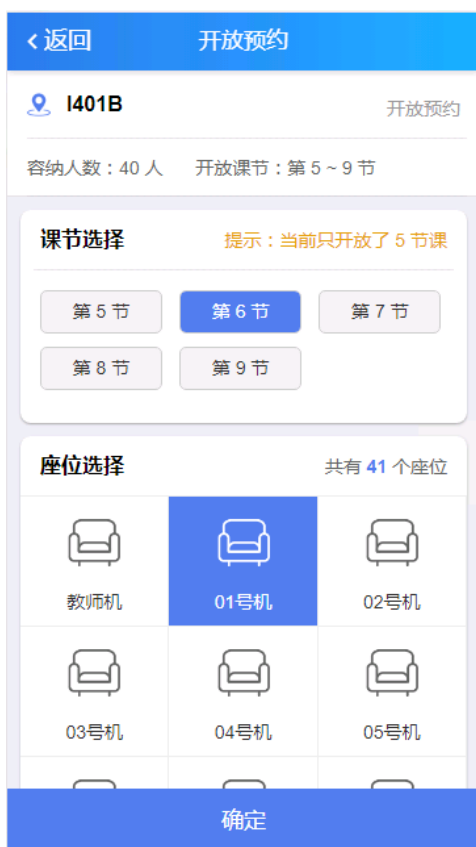 返回 开放预约
I401B 开放预约
容纳人数：40 人 开放课节：第 5 ~ 9 节
课节选择 提示：当前只开放了 5 节课
第 5 节 第 6 节 第 7 节
第 8 节 第 9 节
座位选择 共有 41 个座位
教师机 01号机 02号机
03号机 04号机 05号机
确定